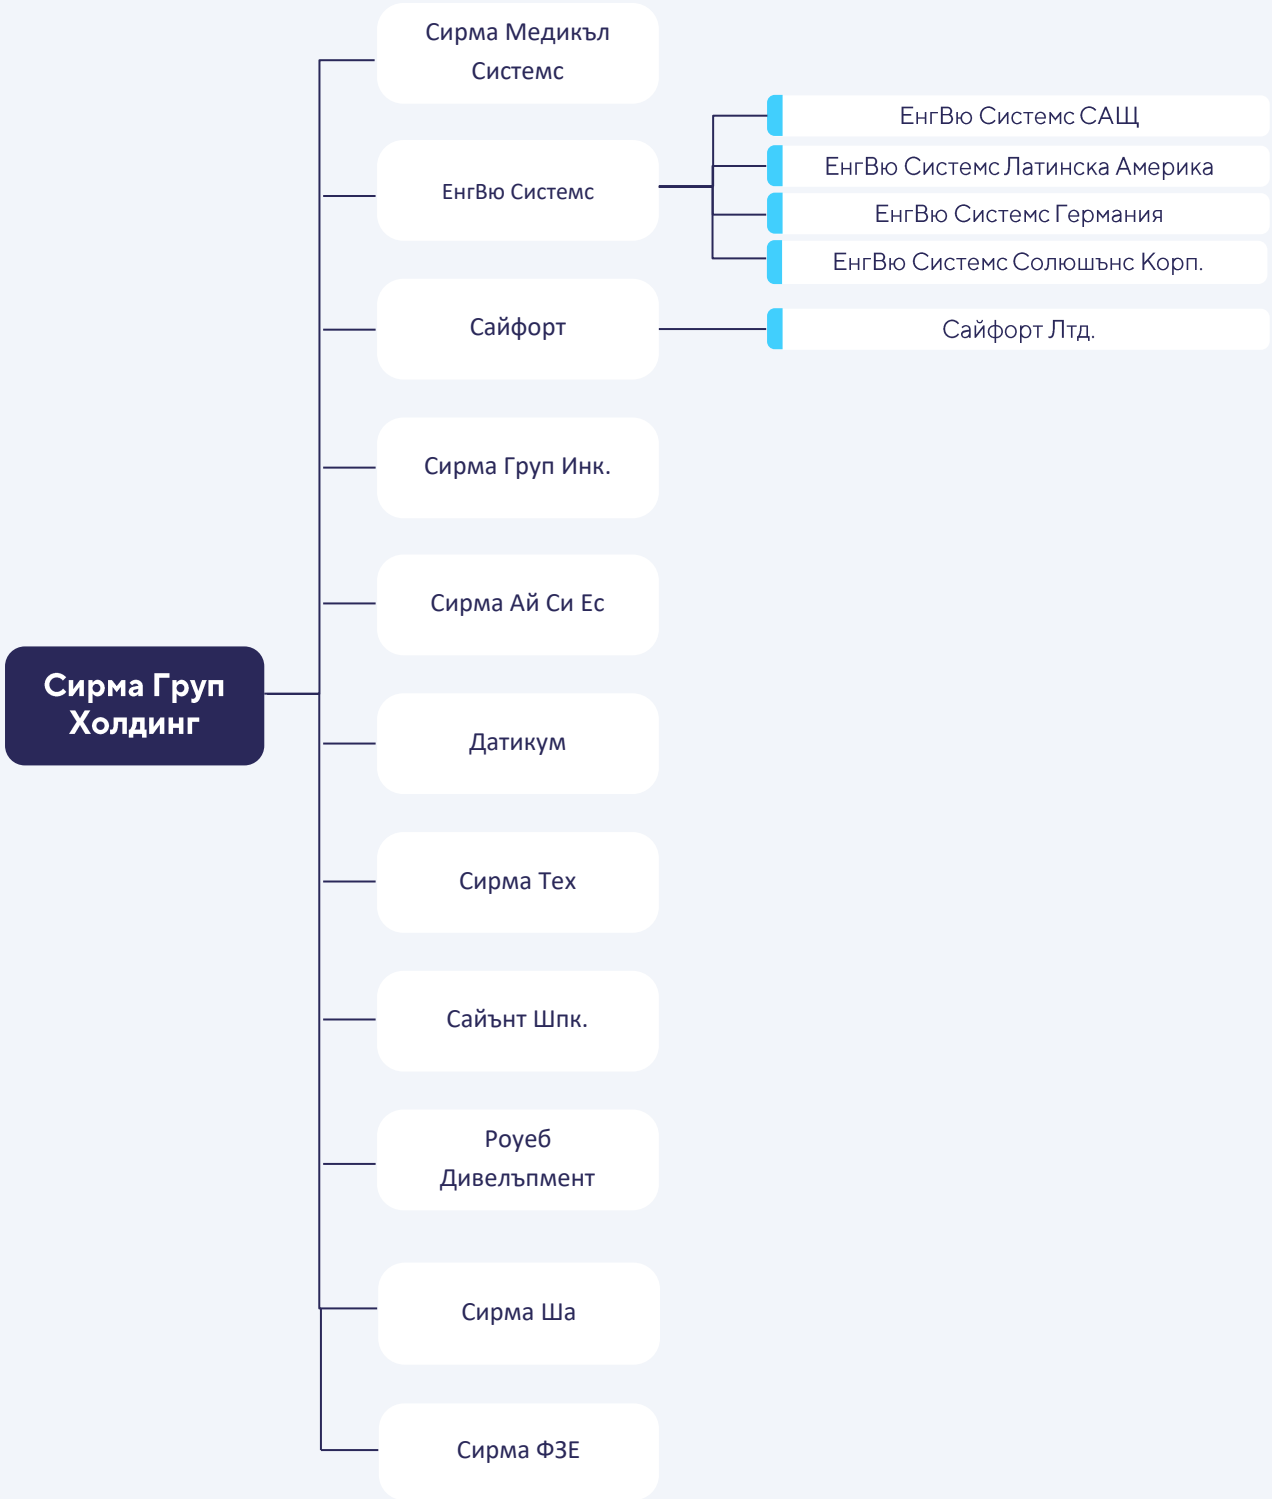 Сирма Медикъл
Системс
ЕнгВю Системс САЩ
ЕнгВю Системс Латинска Америка
ЕнгВю Системс
ЕнгВю Системс Германия
ЕнгВю Системс Солюшънс Корп.
Сайфорт
Сайфорт Лтд.
Сирма Груп Инк.
Сирма Ай Си Ес
Сирма Груп
Холдинг
Датикум
Сирма Тех
Сайънт Шпк.
Роуеб
Дивелъпмент
Сирма Ша
Сирма ФЗЕ